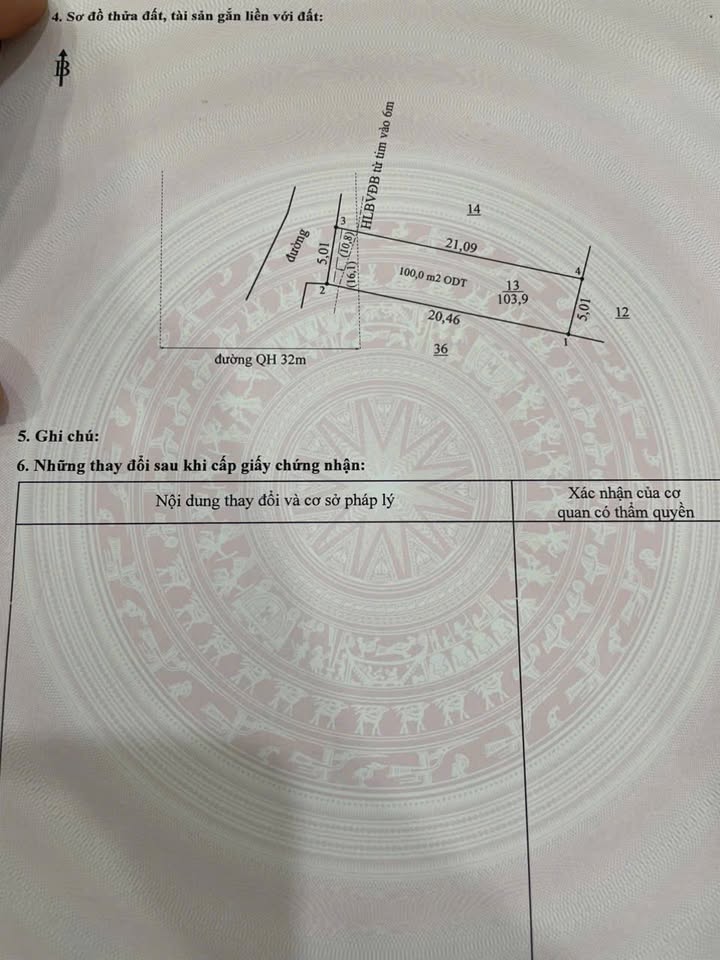 4. Sơ đồ thửa đất, tài sản gắn liền với đất:
B
HLBVĐB từ tim vào 6m
14
đường
3
(10,8)
5,01
21,09
4
100,0 m2 ODT
13
103,9
(16,1)
2
5,01
12
20,46
1
36
đường QH 32m
5. Ghi chú:
6. Những thay đổi sau khi cấp giấy chứng nhận:
Nội dung thay đổi và cơ sở pháp lý
Xác nhận của cơ
quan có thẩm quyền